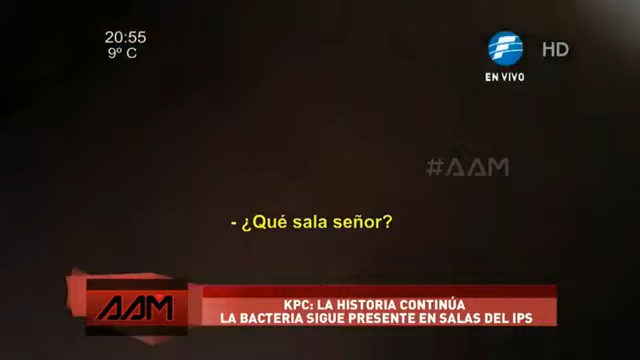 20:55
9º C
HD
EN VIVO
#AAM
- ¿Qué sala señor?
AAM
KPC: LA HISTORIA CONTINÚA
LA BACTERIA SIGUE PRESENTE EN SALAS DEL IPS